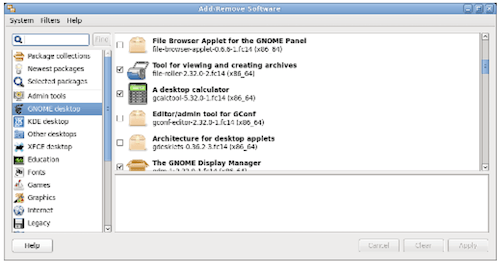 Add/Remove Software
System Filters Help
Find
Package collections
Newest packages
Selected packages
Admin tools
GNOME desktop
KDE desktop
Other desktops
XFCE desktop
Education
Fonts
Games
Graphics
Internet
Legacy
File Browser Applet for the GNOME Panel
file-browser-applet-0.6.6-1.fc14 (x86_64)
Tool for viewing and creating archives
file-roller-2.32.0-2.fc14 (x86_64)
A desktop calculator
gcalctool-5.32.0-1.fc14 (x86_64)
Editor/admin tool for GConf
gconf-editor-2.32.0-1.fc14 (x86_64)
Architecture for desktop applets
gdesklets-0.36.2-3.fc14 (x86_64)
The GNOME Display Manager
Help
Cancel Clear Apply